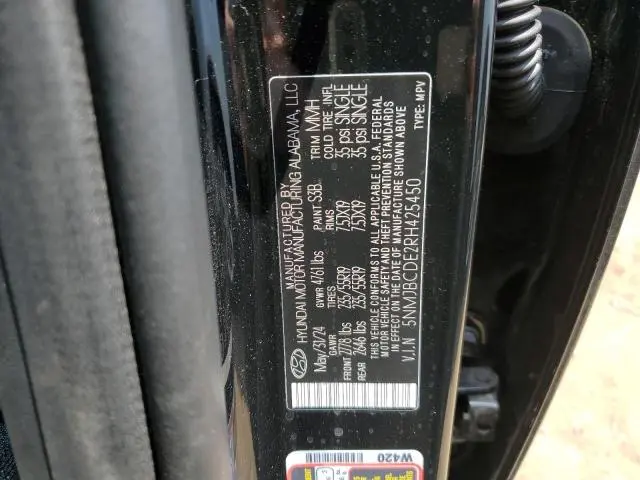 MANUFACTURED BY
HYUNDAI MOTOR MANUFACTURING ALABAMA, LLC
May/31/24 GVWR 4761 lbs PAINT S3B TRIM MMH
GAWR TIRES RIMS COLD TIRE INFL
FRONT 2778 lbs 235/55R19 7.5JX19 35 psi SINGLE
REAR 2646 lbs 235/55R19 7.5JX19 35 psi SINGLE
THIS VEHICLE CONFORMS TO ALL APPLICABLE U.S.A. FEDERAL
MOTOR VEHICLE SAFETY AND THEFT PREVENTION STANDARDS
IN EFFECT ON THE DATE OF MANUFACTURE SHOWN ABOVE
V.I.N 5NMJBCDE2RH425450 TYPE: MPV
W420